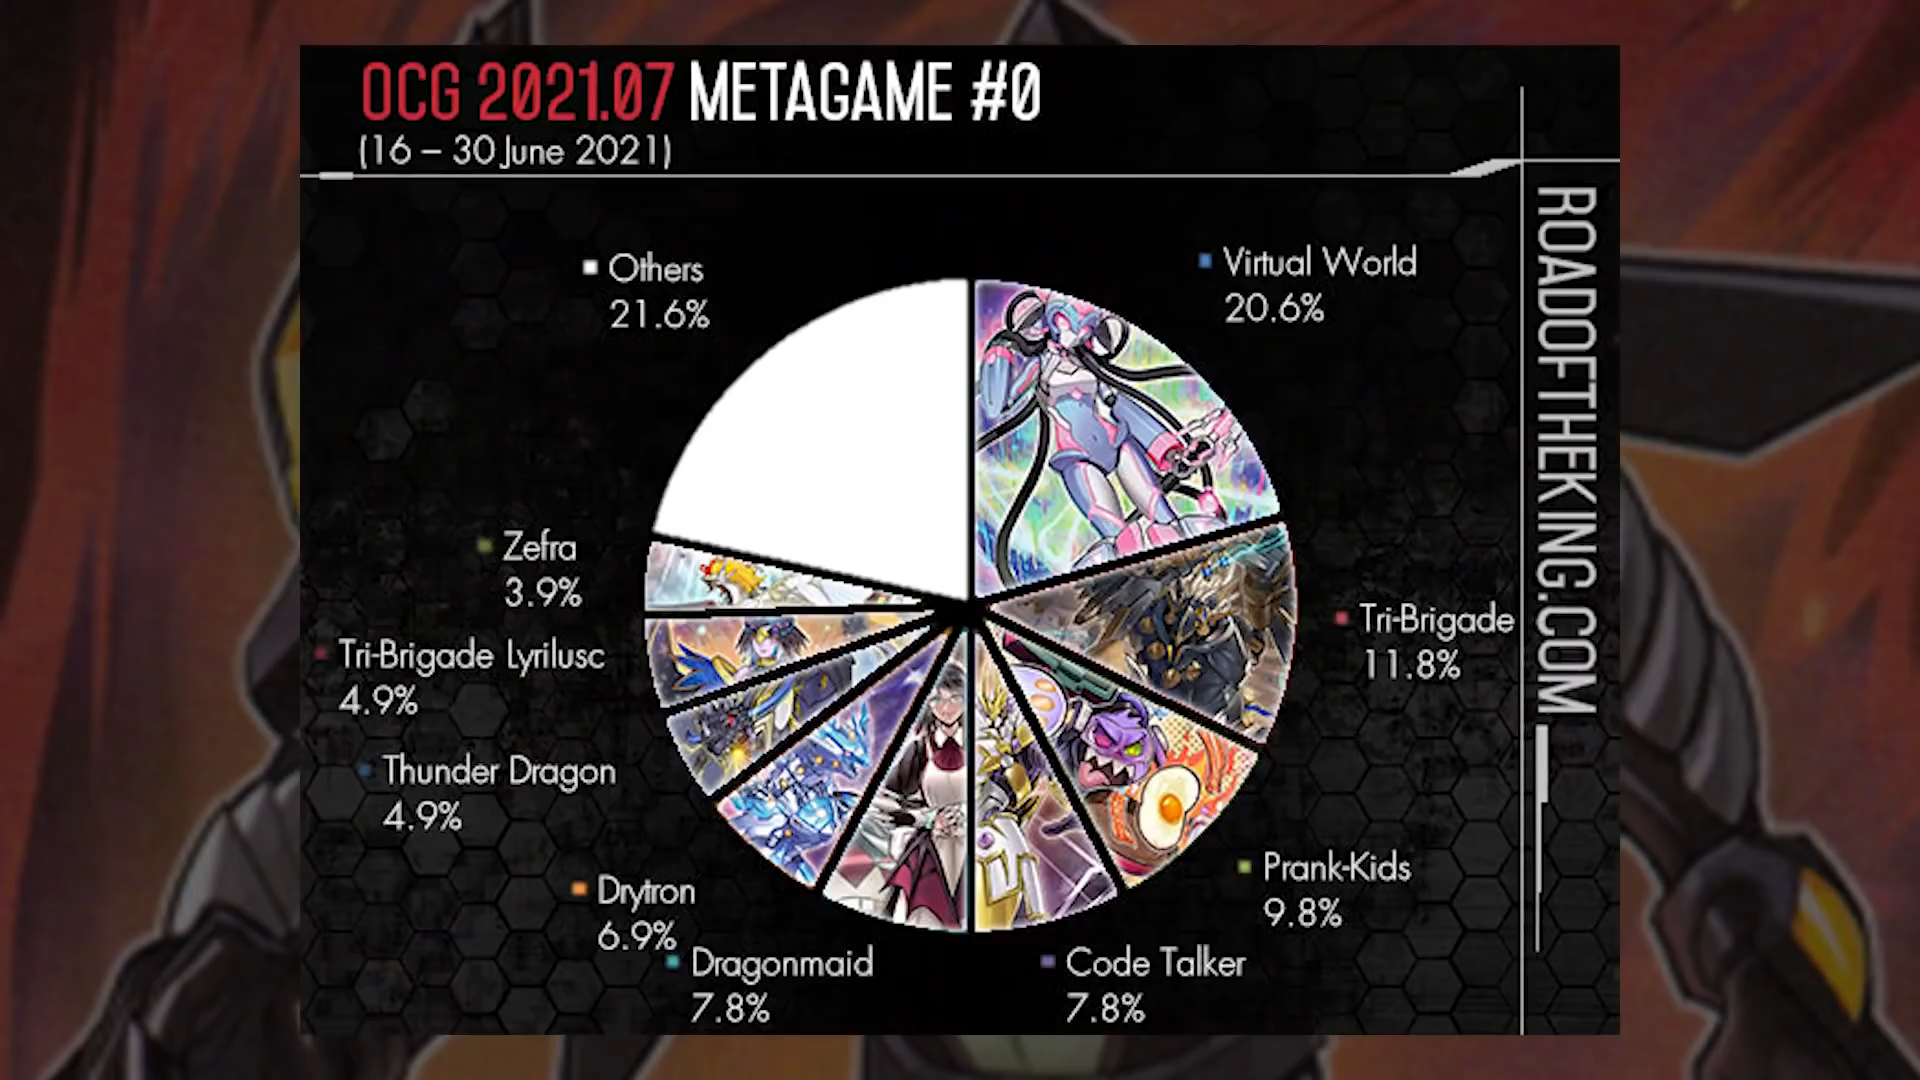 OCG 2021.07 METAGAME #0
(16 – 30 June 2021)
Others
21.6%
Virtual World
20.6%
Zefra
3.9%
Tri-Brigade
11.8%
Tri-Brigade Lyrilusc
4.9%
Thunder Dragon
4.9%
Prank-Kids
9.8%
Drytron
6.9%
Dragonmaid
7.8%
Code Talker
7.8%
ROADOFTHEKING.COM